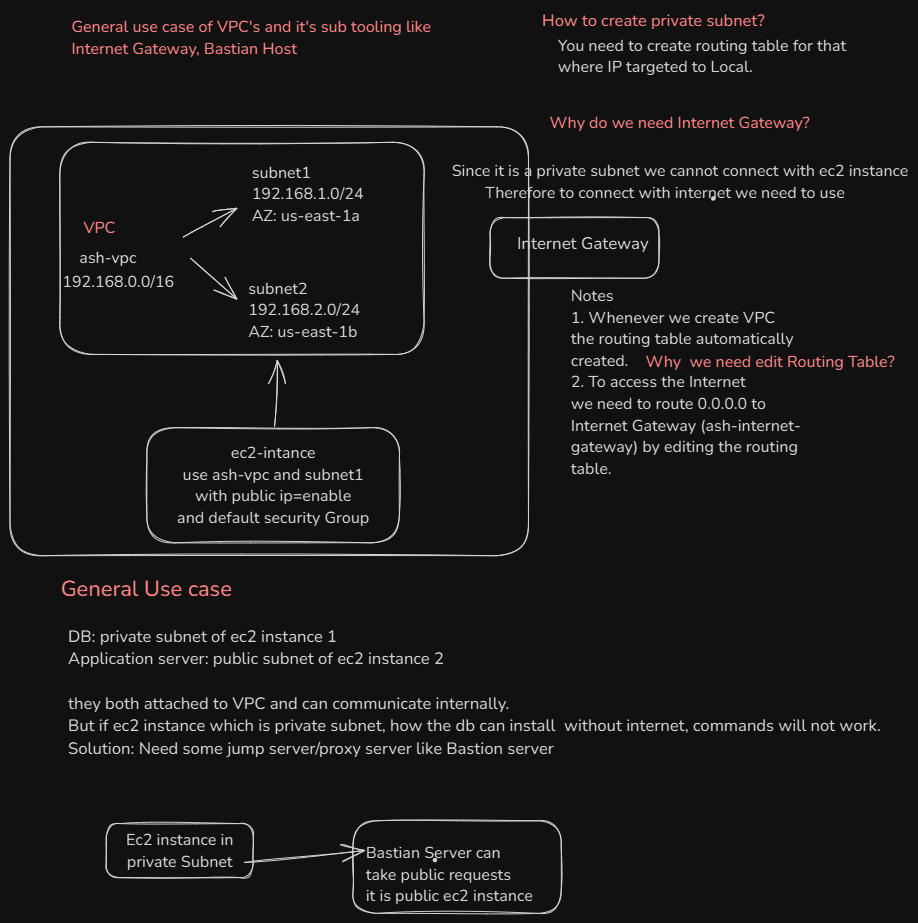 General use case of VPC's and it's sub tooling like
Internet Gateway, Bastian Host
How to create private subnet?
You need to create routing table for that
where IP targeted to Local.
Why do we need Internet Gateway?
Since it is a private subnet we cannot connect with ec2 instance
Therefore to connect with internet we need to use
Internet Gateway
VPC
ash-vpc
192.168.0.0/16
subnet1
192.168.1.0/24
AZ: us-east-1a
subnet2
192.168.2.0/24
AZ: us-east-1b
ec2-intance
use ash-vpc and subnet1
with public ip=enable
and default security Group
Notes
1. Whenever we create VPC
the routing table automatically
created.
Why we need edit Routing Table?
2. To access the Internet
we need to route 0.0.0.0 to
Internet Gateway (ash-internet-
gateway) by editing the routing
table.
General Use case
DB: private subnet of ec2 instance 1
Application server: public subnet of ec2 instance 2
they both attached to VPC and can communicate internally.
But if ec2 instance which is private subnet, how the db can install without internet, commands will not work.
Solution: Need some jump server/proxy server like Bastion server
Ec2 instance in
private Subnet
Bastian Server can
take public requests
it is public ec2 instance